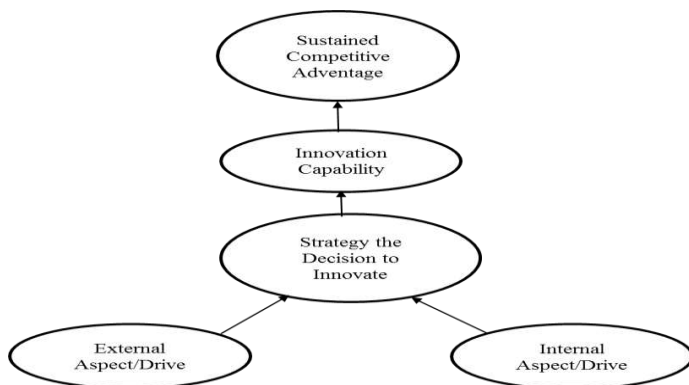 Sustained
Competitive
Adventage
Innovation
Capability
Strategy the
Decision to
Innovate
External
Aspect/Drive
Internal
Aspect/Drive